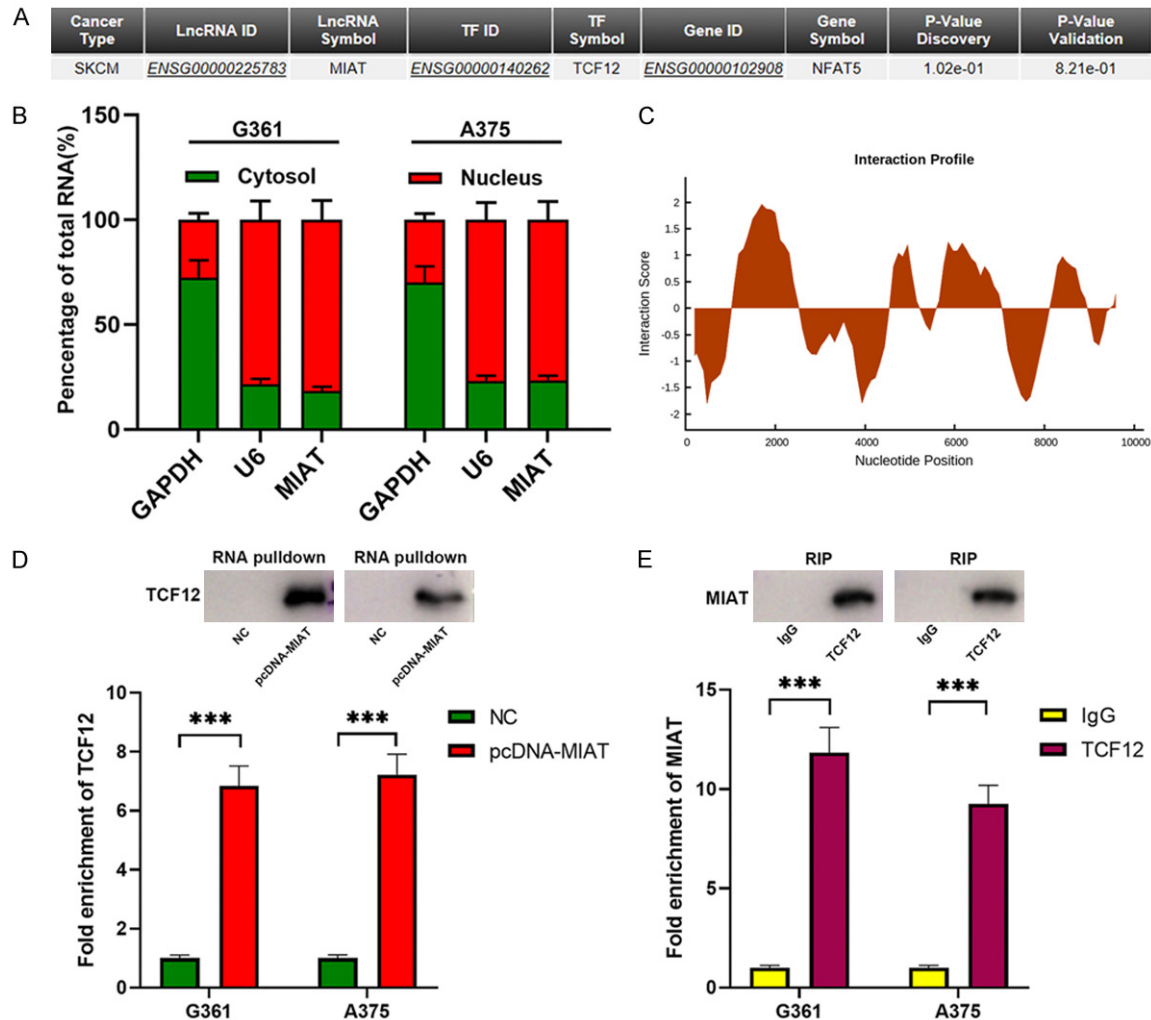 A
Cancer Type LncRNA ID LncRNA Symbol TF ID TF Symbol Gene ID Gene Symbol P-Value Discovery P-Value Validation
SKCM ENSG00000225783 MIAT ENSG00000140262 TCF12 ENSG00000102908 NFAT5 1.02e-01 8.21e-01
B
G361 A375
Cytosol Nucleus
Pencentage of total RNA(%)
150
100
50
0
GAPDH U6 MIAT GAPDH U6 MIAT
C
Interaction Profile
Interaction Score
2
1.5
1
0.5
0
-0.5
-1
-1.5
-2
0 2000 4000 6000 8000 10000
Nucleotide Position
D
RNA pulldown RNA pulldown
TCF12
NC pcDNA-MIAT NC pcDNA-MIAT
Fold enrichment of TCF12
10
8
6
4
2
0
*** ***
NC
pcDNA-MIAT
G361 A375
E
RIP RIP
MIAT
IgG TCF12 IgG TCF12
Fold enrichment of MIAT
15
10
5
0
*** ***
IgG
TCF12
G361 A375